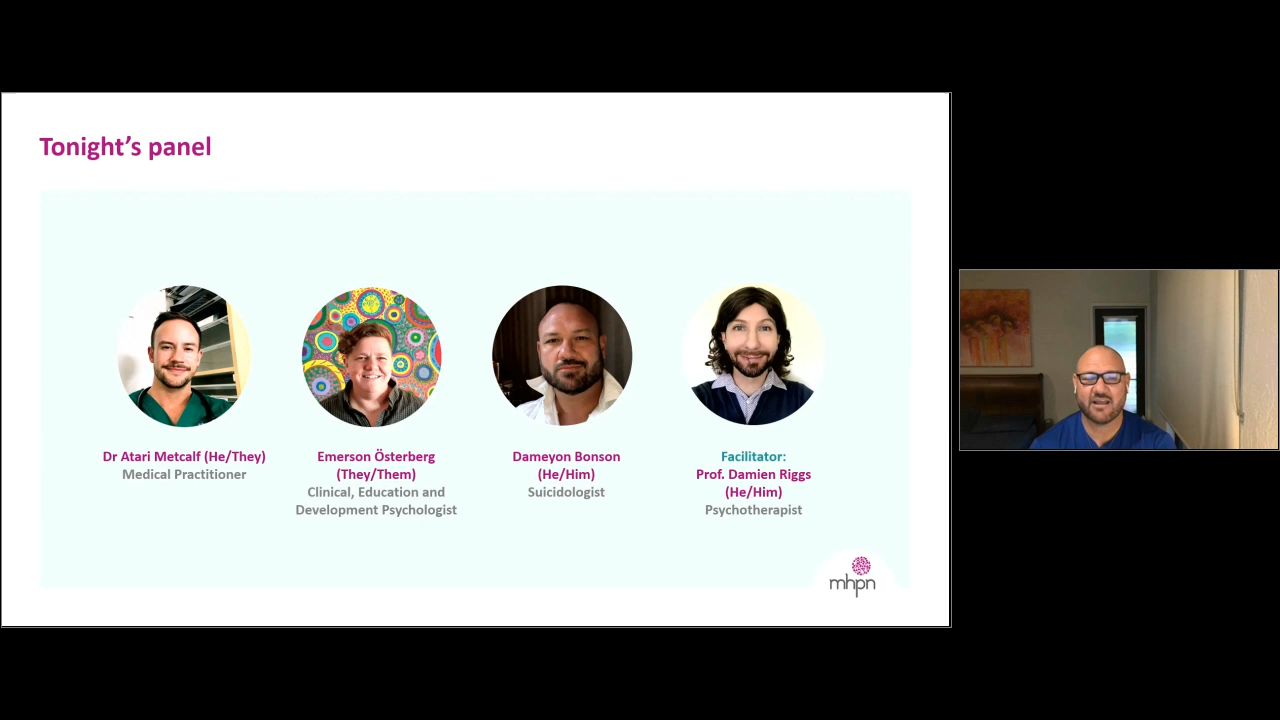 Tonight's panel
Dr Atari Metcalf (He/They)
Medical Practitioner
Emerson Österberg
(They/Them)
Clinical, Education and
Development Psychologist
Dameyon Bonson
(He/Him)
Suicidologist
Facilitator:
Prof. Damien Riggs
(He/Him)
Psychotherapist
mhpn